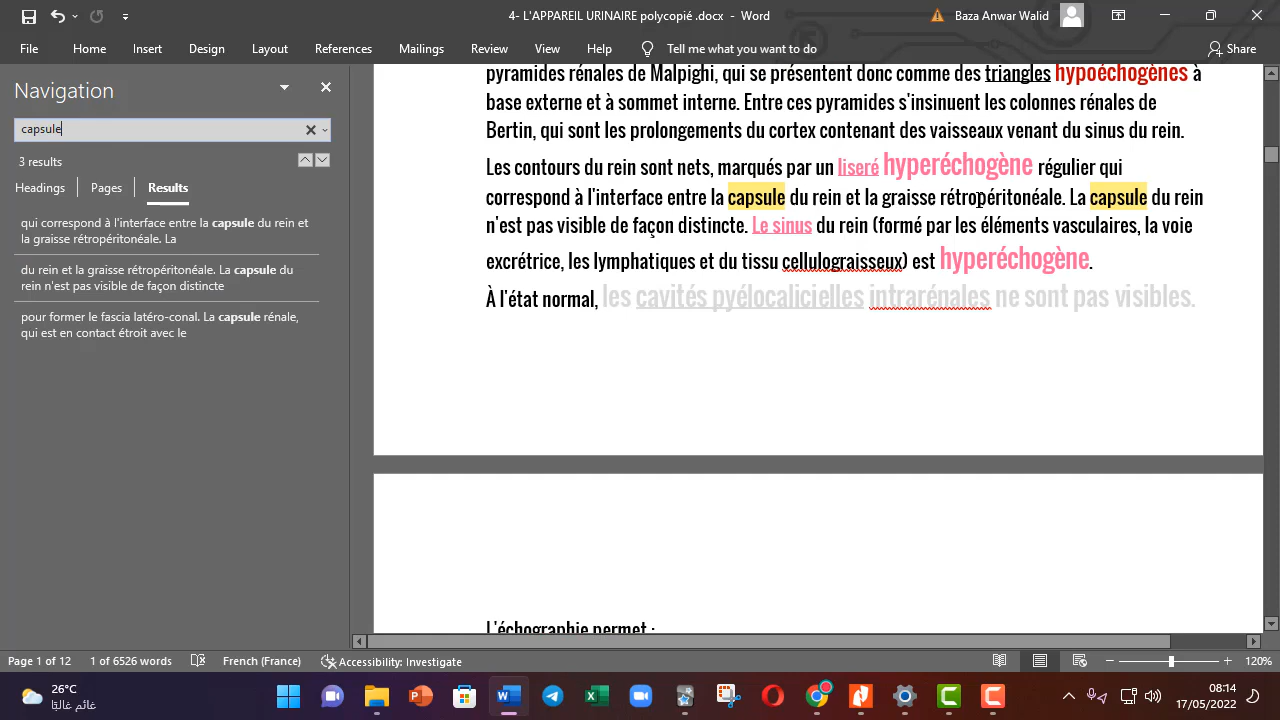 4- L'APPAREIL URINAIRE polycopié .docx - Word
Baza Anwar Walid
File Home Insert Design Layout References Mailings Review View Help Tell me what you want to do Share
Navigation
capsule
3 results
Headings Pages Results
qui correspond à l'interface entre la capsule du rein et
la graisse rétropéritonéale. La
du rein et la graisse rétropéritonéale. La capsule du
rein n'est pas visible de façon distincte
pour former le fascia latéro-conal. La capsule rénale,
qui est en contact étroit avec le
pyramides rénales de Malpighi, qui se présentent donc comme des triangles hypoéchogènes à
base externe et à sommet interne. Entre ces pyramides s'insinuent les colonnes rénales de
Bertin, qui sont les prolongements du cortex contenant des vaisseaux venant du sinus du rein.
Les contours du rein sont nets, marqués par un liseré hyperéchogène régulier qui
correspond à l'interface entre la capsule du rein et la graisse rétropéritonéale. La capsule du rein
n'est pas visible de façon distincte. Le sinus du rein (formé par les éléments vasculaires, la voie
excrétrice, les lymphatiques et du tissu cellulograisseux) est hyperéchogène.
À l'état normal, les cavités pyélocalicielles intrarénales ne sont pas visibles.
L'échographie permet :
Page 1 of 12 1 of 6526 words French (France) Accessibility: Investigate 120%
26°C
غائم غالبًا
08:14
17/05/2022